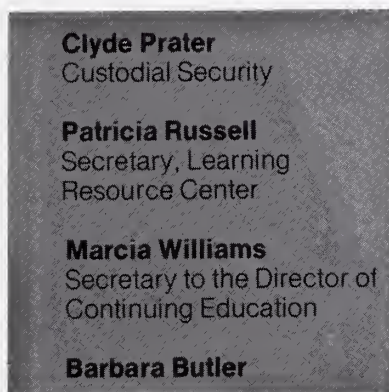 Clyde Prater
Custodial Security
Patricia Russell
Secretary, Learning
Resource Center
Marcia Williams
Secretary to the Director of
Continuing Education
Barbara Butler